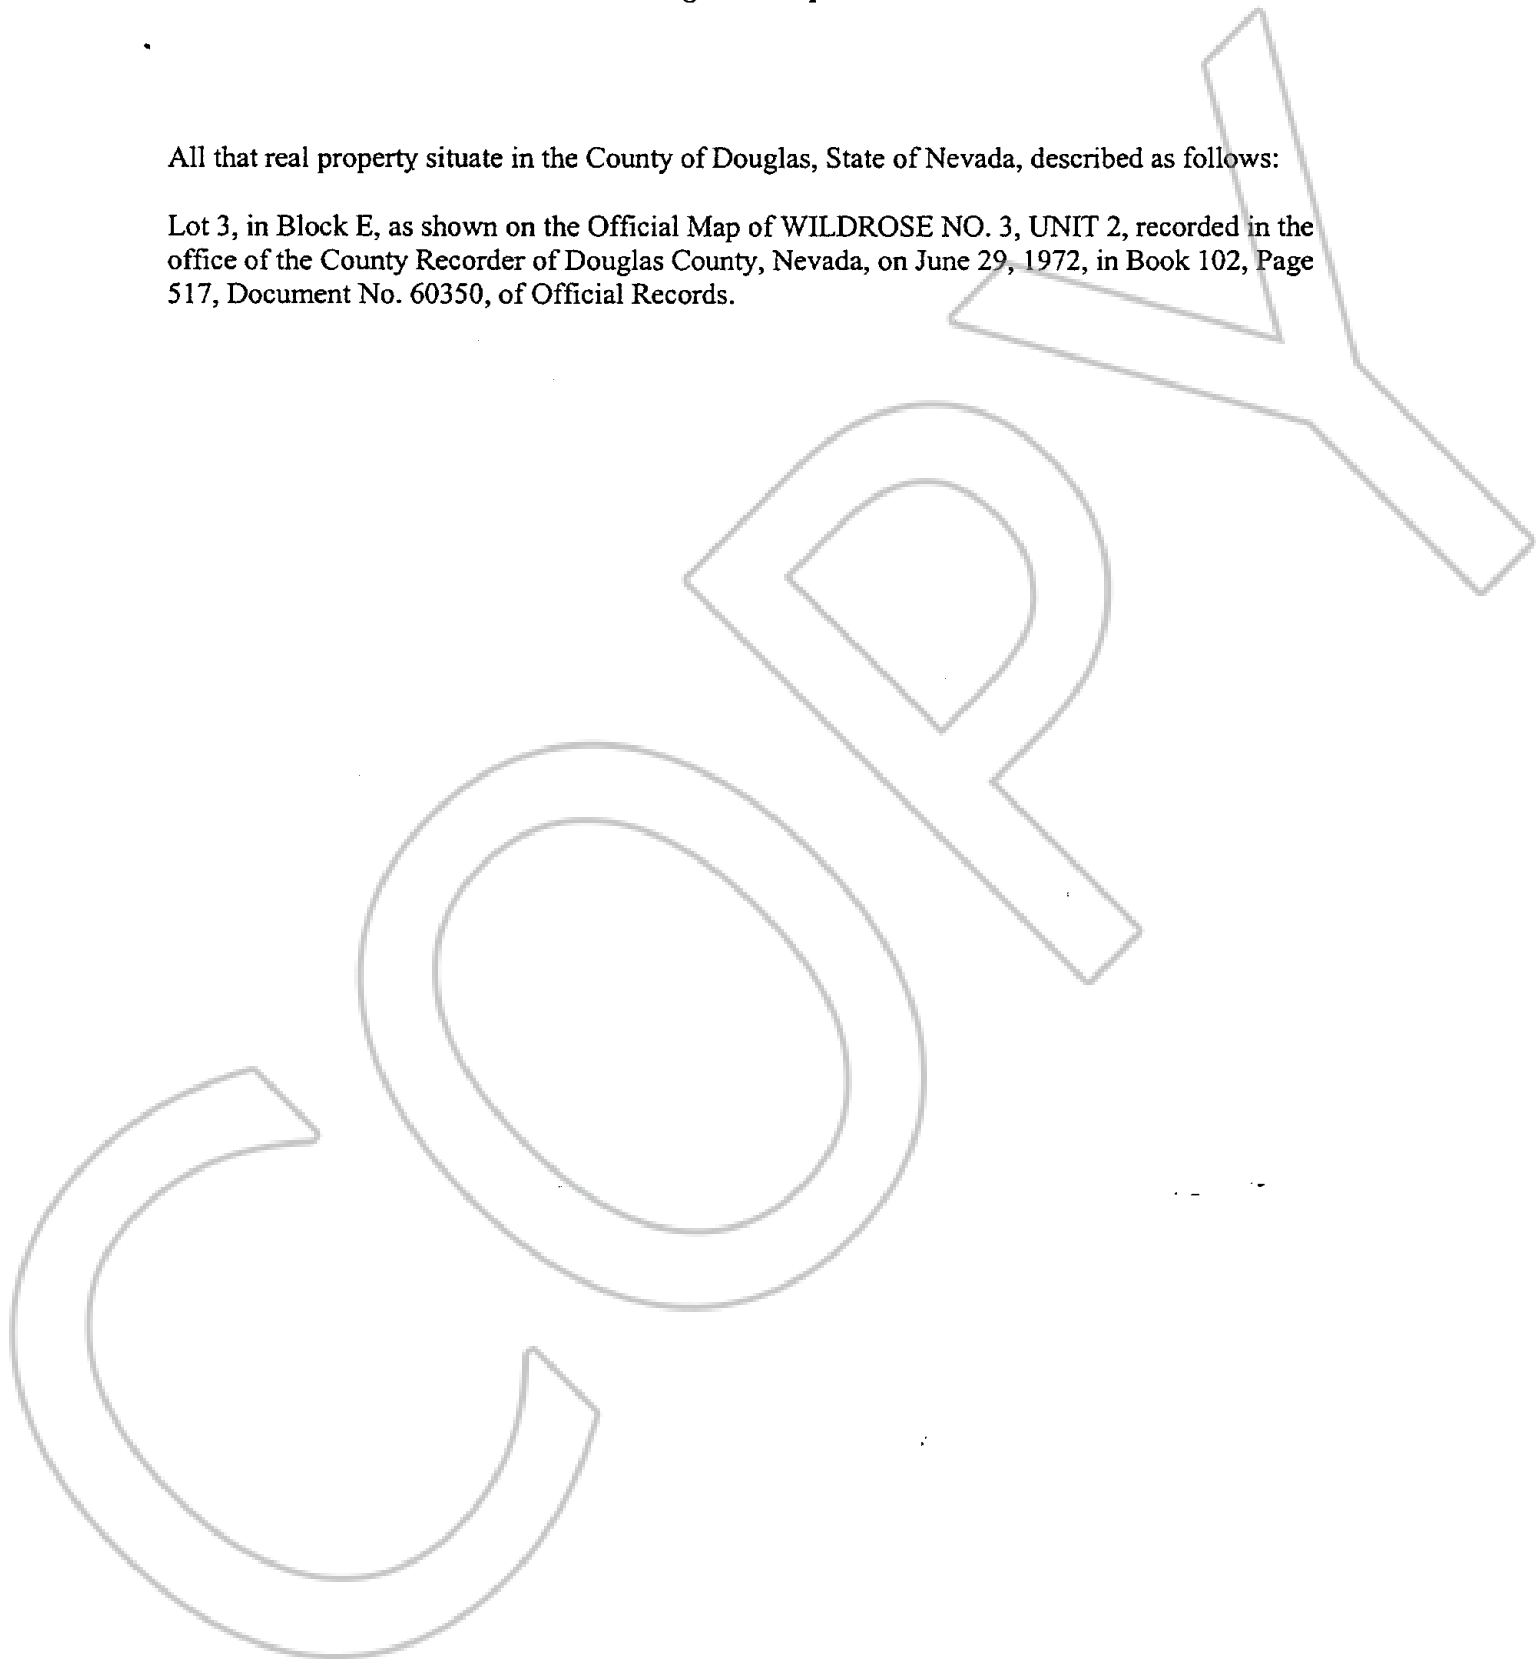 All that real property situate in the County of Douglas, State of Nevada, described as follows:
Lot 3, in Block E, as shown on the Official Map of WILDROSE NO. 3, UNIT 2, recorded in the
office of the County Recorder of Douglas County, Nevada, on June 29, 1972, in Book 102, Page
517, Document No. 60350, of Official Records.
COPY